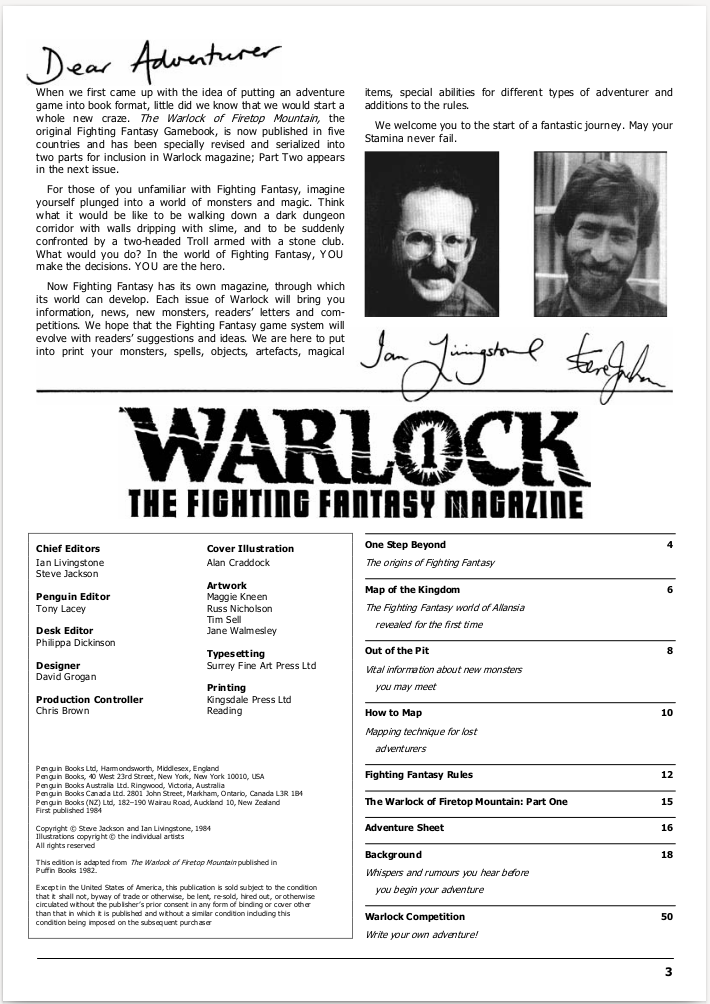 Dear Adventurer
When we first came up with the idea of putting an adventure
game into book format, little did we know that we would start a
whole new craze. The Warlock of Firetop Mountain, the
original Fighting Fantasy Gamebook, is now published in five
countries and has been specially revised and serialized into
two parts for inclusion in Warlock magazine; Part Two appears
in the next issue.
For those of you unfamiliar with Fighting Fantasy, imagine
yourself plunged into a world of monsters and magic. Think
what it would be like to be walking down a dark dungeon
corridor with walls dripping with slime, and to be suddenly
confronted by a two-headed Troll armed with a stone club.
What would you do? In the world of Fighting Fantasy, YOU
make the decisions. YOU are the hero.
Now Fighting Fantasy has its own magazine, through which
its world can develop. Each issue of Warlock will bring you
information, news, new monsters, readers' letters and com-
petitions. We hope that the Fighting Fantasy game system will
evolve with readers' suggestions and ideas. We are here to put
into print your monsters, spells, objects, artefacts, magical
items, special abilities for different types of adventurer and
additions to the rules.
We welcome you to the start of a fantastic journey. May your
Stamina never fail.
Ian Livingstone Steve Jackson
WARLOCK
1
THE FIGHTING FANTASY MAGAZINE
Chief Editors
Ian Livingstone
Steve Jackson
Penguin Editor
Tony Lacey
Desk Editor
Philippa Dickinson
Designer
David Grogan
Production Controller
Chris Brown
Cover Illustration
Alan Craddock
Artwork
Maggie Kneen
Russ Nicholson
Tim Sell
Jane Walmesley
Typesetting
Surrey Fine Art Press Ltd
Printing
Kingsdale Press Ltd
Reading
Penguin Books Ltd, Harmondsworth, Middlesex, England
Penguin Books, 40 West 23rd Street, New York, New York 10010, USA
Penguin Books Australia Ltd. Ringwood, Victoria, Australia
Penguin Books Canada Ltd. 2801 John Street, Markham, Ontario, Canada L3R 1B4
Penguin Books (NZ) Ltd, 182–190 Wairau Road, Auckland 10, New Zealand
First published 1984
Copyright © Steve Jackson and Ian Livingstone, 1984
Illustrations copyright © the individual artists
All rights reserved
This edition is adapted from The Warlock of Firetop Mountain published in
Puffin Books 1982.
Except in the United States of America, this publication is sold subject to the condition
that it shall not, byway of trade or otherwise, be lent, re-sold, hired out, or otherwise
circulated without the publisher's prior consent in any form of binding or cover other
than that in which it is published and without a similar condition including this
condition being imposed on the subsequent purchaser
One Step Beyond 4
The origins of Fighting Fantasy
Map of the Kingdom 6
The Fighting Fantasy world of Allansia
revealed for the first time
Out of the Pit 8
Vital information about new monsters
you may meet
How to Map 10
Mapping technique for lost
adventurers
Fighting Fantasy Rules 12
The Warlock of Firetop Mountain: Part One 15
Adventure Sheet 16
Background 18
Whispers and rumours you hear before
you begin your adventure
Warlock Competition 50
Write your own adventure!
3